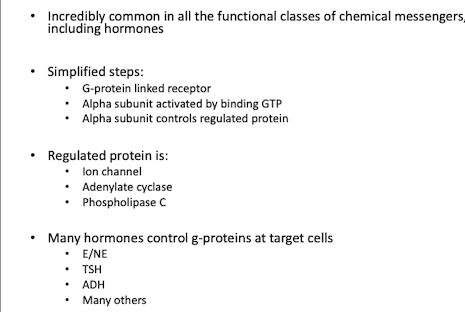 • Incredibly common in all the functional classes of chemical messengers,
including hormones
• Simplified steps:
• G-protein linked receptor
• Alpha subunit activated by binding GTP
• Alpha subunit controls regulated protein
• Regulated protein is:
• Ion channel
• Adenylate cyclase
• Phospholipase C
• Many hormones control g-proteins at target cells
• E/NE
• TSH
• ADH
• Many others